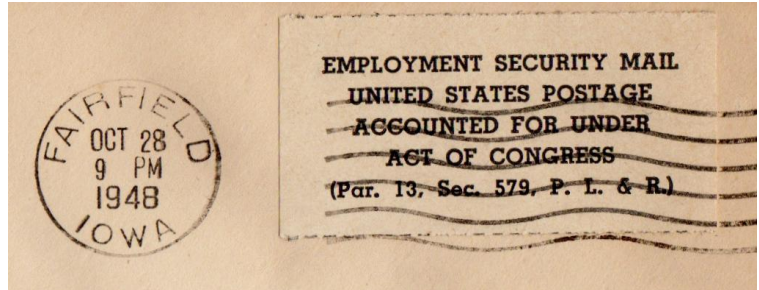 FAIRFIELD
OCT 28
9 PM
1948
IOWA
EMPLOYMENT SECURITY MAIL
UNITED STATES POSTAGE
ACCOUNTED FOR UNDER
ACT OF CONGRESS
(Par. 13, Sec. 579, P. L. & R.)